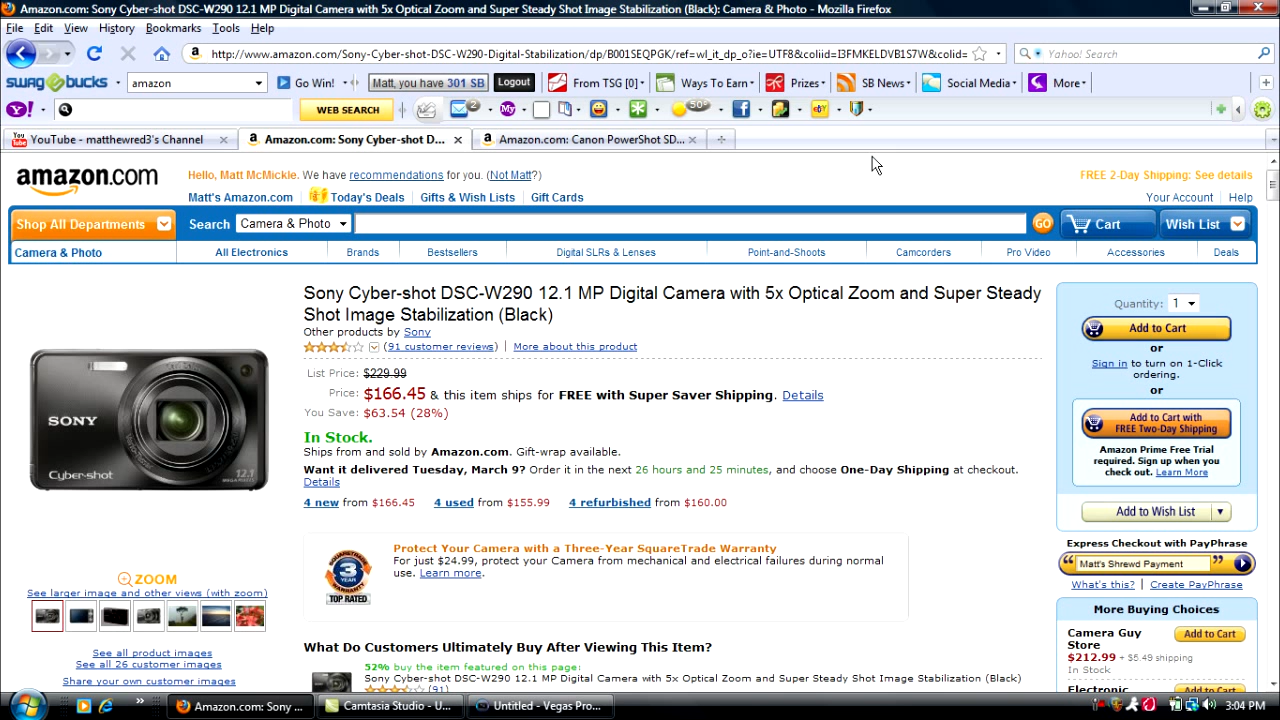 Amazon.com: Sony Cyber-shot DSC-W290 12.1 MP Digital Camera with 5x Optical Zoom and Super Steady Shot Image Stabilization (Black): Camera & Photo - Mozilla Firefox
File Edit View History Bookmarks Tools Help
http://www.amazon.com/Sony-Cyber-shot-DSC-W290-Digital-Stabilization/dp/B001SEQPGK/ref=wl_it_dp_o?ie=UTF8&coliid=I3FMKELDVB1S7W&colid= Yahoo! Search
swagbucks amazon Go Win! Matt, you have 301 SB Logout From TSG [0] Ways To Earn Prizes SB News Social Media More
Y! WEB SEARCH 2 My 50° eb
YouTube - matthewred3's Channel Amazon.com: Sony Cyber-shot D... Amazon.com: Canon PowerShot SD...
amazon.com Hello, Matt McMickle. We have recommendations for you. (Not Matt?) FREE 2-Day Shipping: See details
Matt's Amazon.com Today's Deals Gifts & Wish Lists Gift Cards Your Account Help
Shop All Departments Search Camera & Photo GO Cart Wish List
Camera & Photo All Electronics Brands Bestsellers Digital SLRs & Lenses Point-and-Shoots Camcorders Pro Video Accessories Deals
Sony Cyber-shot DSC-W290 12.1 MP Digital Camera with 5x Optical Zoom and Super Steady
Shot Image Stabilization (Black)
Other products by Sony
(91 customer reviews) | More about this product
List Price: $229.99
Price: $166.45 & this item ships for FREE with Super Saver Shipping. Details
You Save: $63.54 (28%)
In Stock.
Ships from and sold by Amazon.com. Gift-wrap available.
Want it delivered Tuesday, March 9? Order it in the next 26 hours and 25 minutes, and choose One-Day Shipping at checkout.
Details
4 new from $166.45 4 used from $155.99 4 refurbished from $160.00
SONY
Cyber-shot
12.1
MEGA PIXELS
ZOOM
See larger image and other views (with zoom)
See all product images
See all 26 customer images
Share your own customer images
3
YEAR
WARRANTY
TOP RATED
Protect Your Camera with a Three-Year SquareTrade Warranty
For just $24.99, protect your Camera from mechanical and electrical failures during normal
use. Learn more.
What Do Customers Ultimately Buy After Viewing This Item?
52% buy the item featured on this page:
Sony Cyber-shot DSC-W290 12.1 MP Digital Camera with 5x Optical Zoom and Super Steady Shot Image Stabilization (Black)
(91)
Quantity: 1
Add to Cart
or
Sign in to turn on 1-Click
ordering.
or
Add to Cart with
FREE Two-Day Shipping
Amazon Prime Free Trial
required. Sign up when you
check out. Learn More
Add to Wish List
Express Checkout with PayPhrase
Matt's Shrewd Payment
What's this? | Create PayPhrase
More Buying Choices
Camera Guy
Store
Add to Cart
$212.99 + $5.49 shipping
In Stock
Electronic
Add to Cart
Amazon.com: Sony ... Camtasia Studio - U... Untitled - Vegas Pro... 3:04 PM